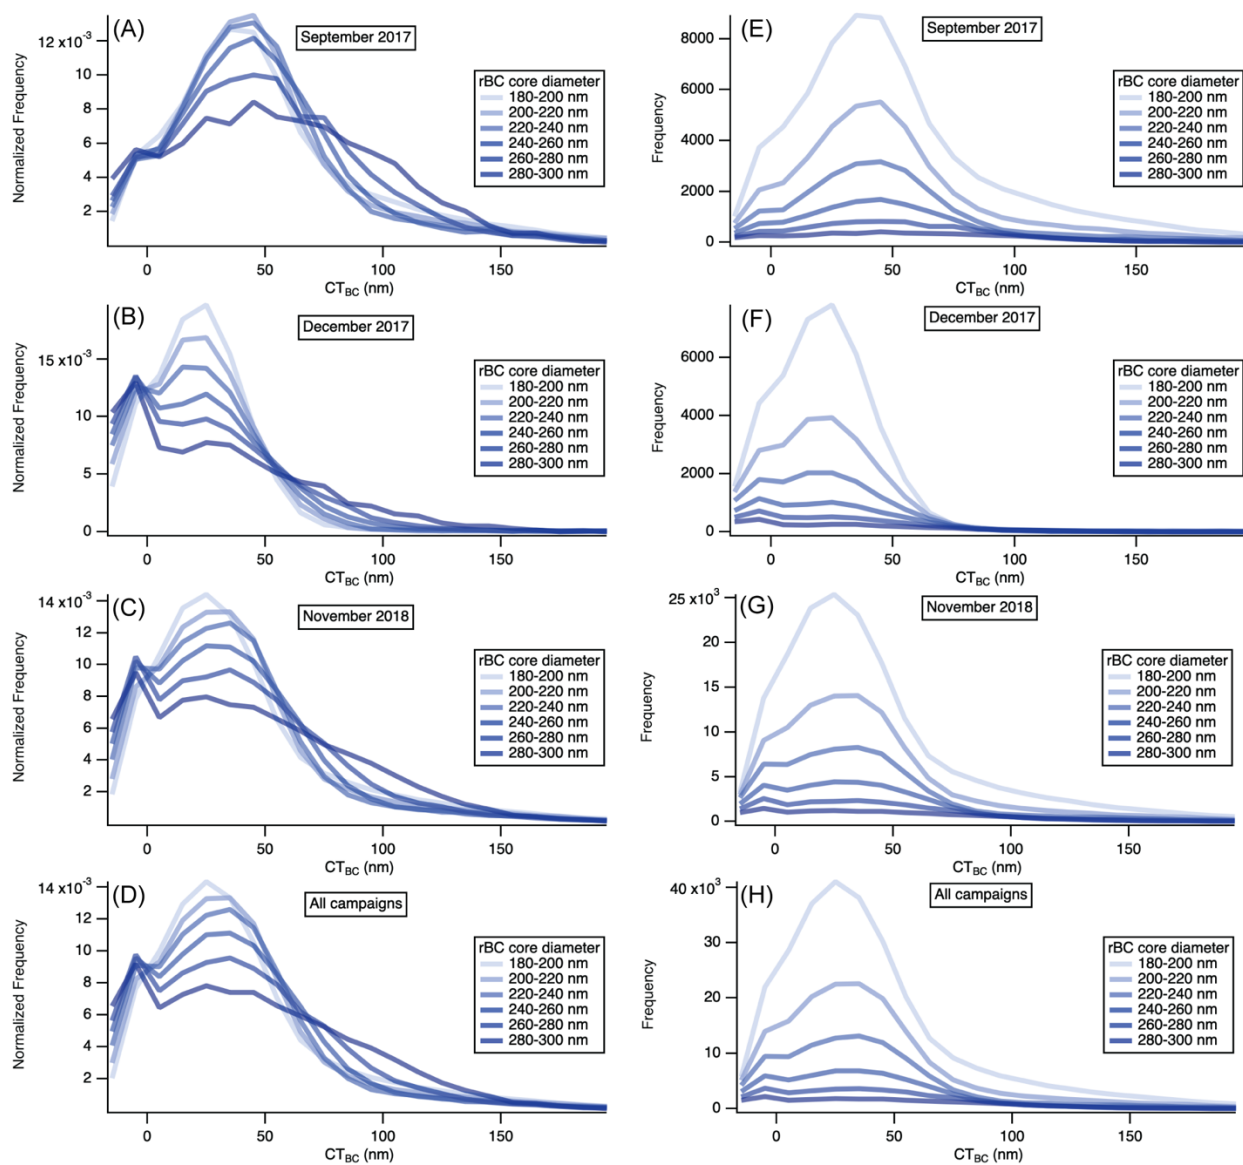 (A)
September 2017
Normalized Frequency
12 x10⁻³
10
8
6
4
2
0
50
100
150
CT_BC (nm)
rBC core diameter
180-200 nm
200-220 nm
220-240 nm
240-260 nm
260-280 nm
280-300 nm
(E)
September 2017
Frequency
8000
6000
4000
2000
0
0
50
100
150
CT_BC (nm)
rBC core diameter
180-200 nm
200-220 nm
220-240 nm
240-260 nm
260-280 nm
280-300 nm
(B)
December 2017
Normalized Frequency
15 x10⁻³
10
5
0
0
50
100
150
CT_BC (nm)
rBC core diameter
180-200 nm
200-220 nm
220-240 nm
240-260 nm
260-280 nm
280-300 nm
(F)
December 2017
Frequency
6000
4000
2000
0
0
50
100
150
CT_BC (nm)
rBC core diameter
180-200 nm
200-220 nm
220-240 nm
240-260 nm
260-280 nm
280-300 nm
(C)
November 2018
Normalized Frequency
14 x10⁻³
12
10
8
6
4
2
0
50
100
150
CT_BC (nm)
rBC core diameter
180-200 nm
200-220 nm
220-240 nm
240-260 nm
260-280 nm
280-300 nm
(G)
November 2018
Frequency
25 x10³
20
15
10
5
0
0
50
100
150
CT_BC (nm)
rBC core diameter
180-200 nm
200-220 nm
220-240 nm
240-260 nm
260-280 nm
280-300 nm
(D)
All campaigns
Normalized Frequency
14 x10⁻³
12
10
8
6
4
2
0
50
100
150
CT_BC (nm)
rBC core diameter
180-200 nm
200-220 nm
220-240 nm
240-260 nm
260-280 nm
280-300 nm
(H)
All campaigns
Frequency
40 x10³
30
20
10
0
0
50
100
150
CT_BC (nm)
rBC core diameter
180-200 nm
200-220 nm
220-240 nm
240-260 nm
260-280 nm
280-300 nm